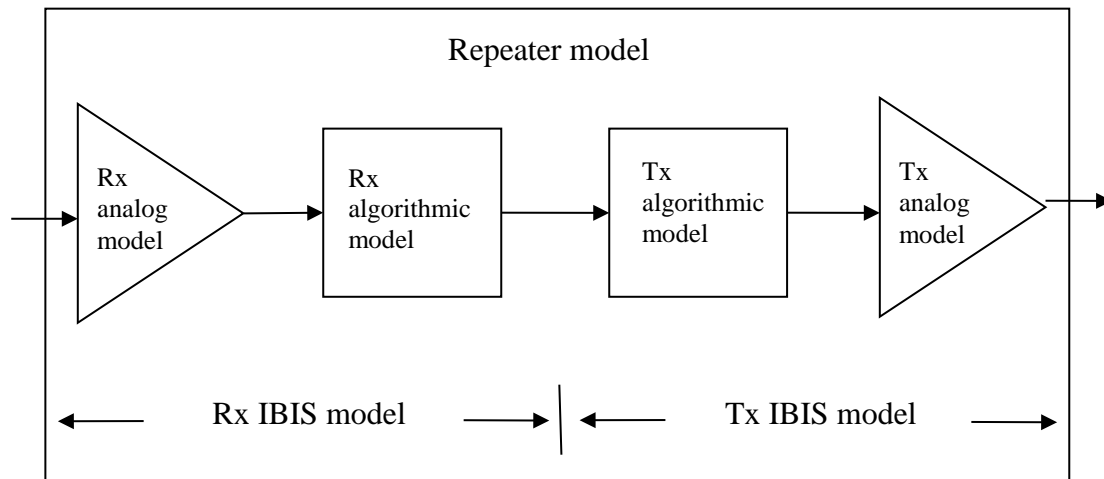 Repeater model
Rx
analog
model
Rx
algorithmic
model
Tx
algorithmic
model
Tx
analog
model
Rx IBIS model
Tx IBIS model